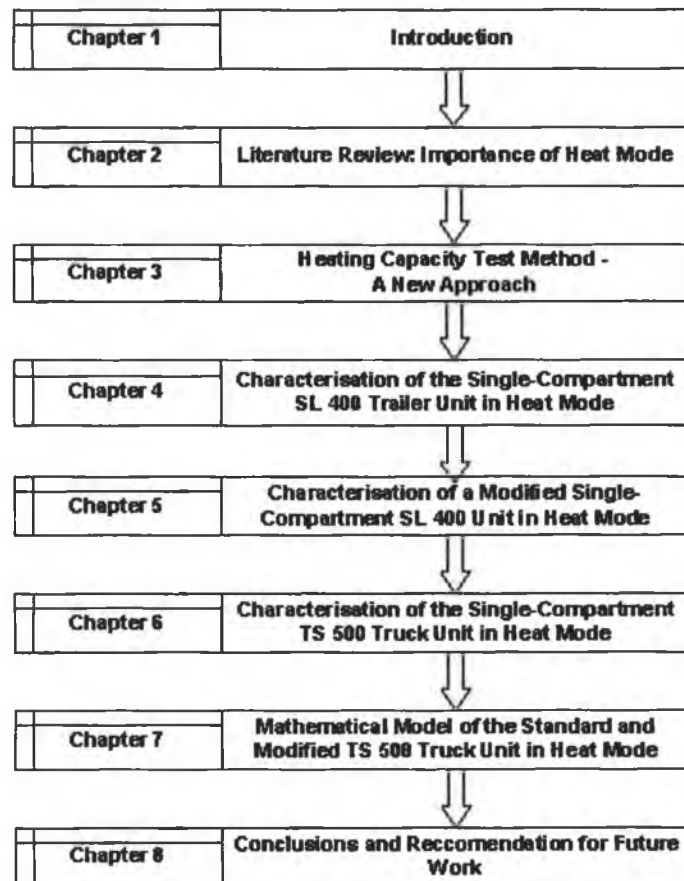 Chapter 1
Introduction
Chapter 2
Literature Review: Importance of Heat Mode
Chapter 3
Heating Capacity Test Method -
A New Approach
Chapter 4
Characterisation of the Single-Compartment
SL 400 Trailer Unit in Heat Mode
Chapter 5
Characterisation of a Modified Single-
Compartment SL 400 Unit in Heat Mode
Chapter 6
Characterisation of the Single-Compartment
TS 500 Truck Unit in Heat Mode
Chapter 7
Mathematical Model of the Standard and
Modified TS 500 Truck Unit in Heat Mode
Chapter 8
Conclusions and Reccomendation for Future
Work